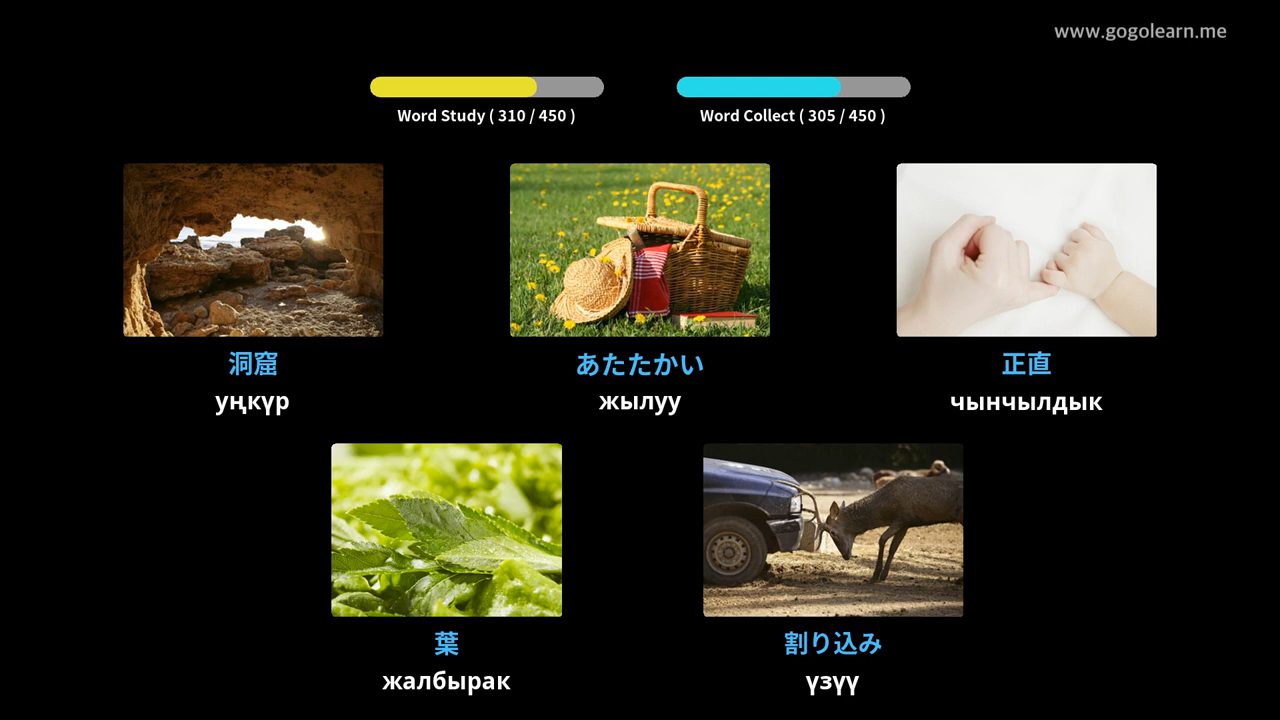 www.gogolearn.me
Word Study ( 310 / 450 )
Word Collect ( 305 / 450 )
洞窟
あたたかい
正直
уңкүр
жылуу
чынчылдык
葉
割り込み
жалбырак
үзүү